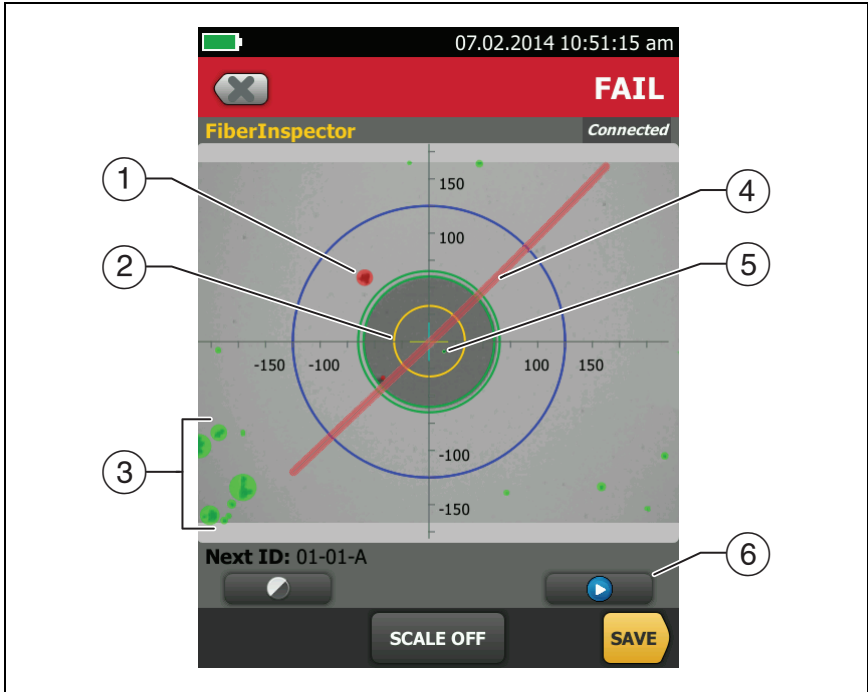 07.02.2014 10:51:15 am
FAIL
FiberInspector
Connected
1
150
4
100
2
5
-150 -100
100 150
3
-100
-150
Next ID: 01-01-A
6
SCALE OFF
SAVE